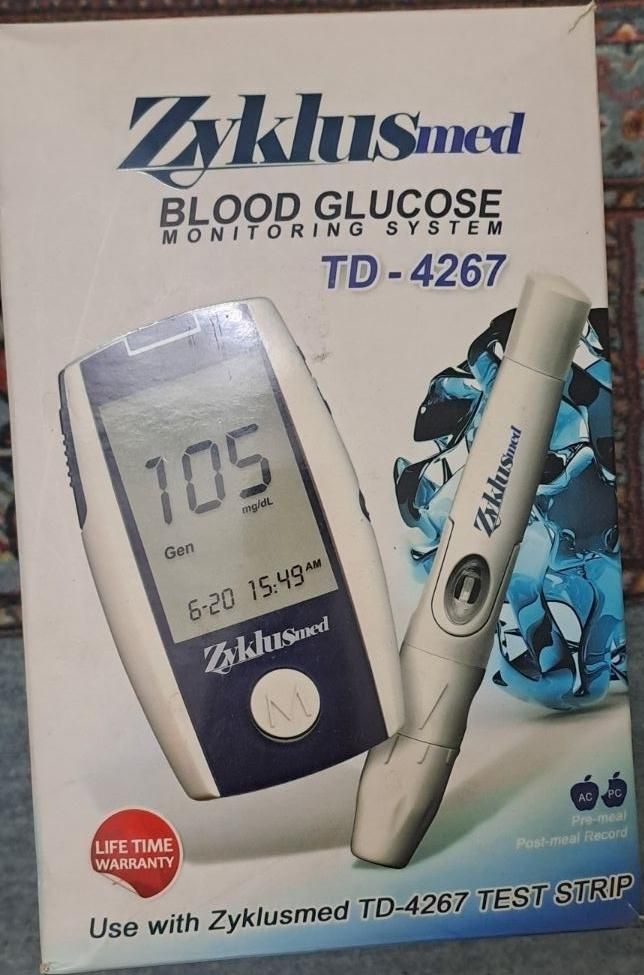 Zyklusmed
BLOOD GLUCOSE
MONITORING SYSTEM
TD - 4267
105
mg/dL
Gen
6-20 15:49 AM
Zyklusmed
M
Zyklusmed
AC PC
Pre-meal
Post-meal Record
LIFE TIME
WARRANTY
Use with Zyklusmed TD-4267 TEST STRIP